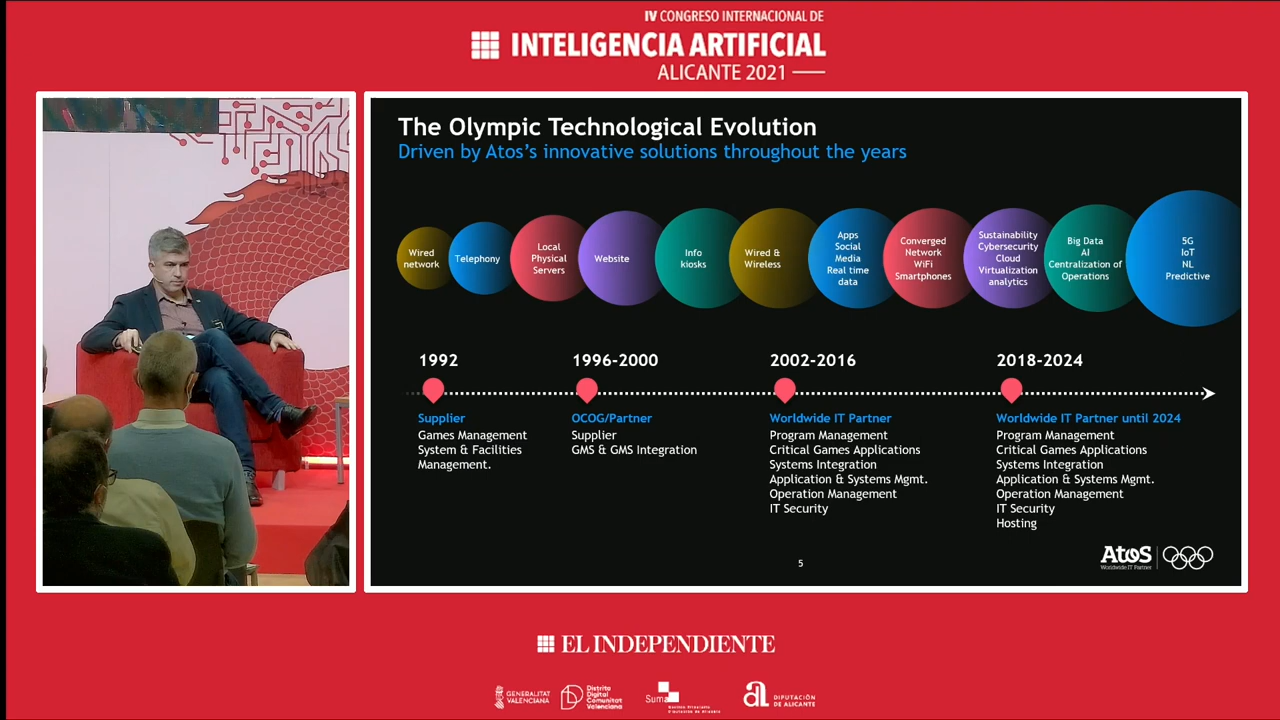 IV CONGRESO INTERNACIONAL DE
INTELIGENCIA ARTIFICIAL
ALICANTE 2021
The Olympic Technological Evolution
Driven by Atos's innovative solutions throughout the years
Wired
network
Telephony
Local
Physical
Servers
Website
Info
kiosks
Wired &
Wireless
Apps
Social
Media
Real time
data
Converged
Network
WiFi
Smartphones
Sustainability
Cybersecurity
Cloud
Virtualization
analytics
Big Data
AI
Centralization of
Operations
5G
IoT
NL
Predictive
1992
Supplier
Games Management
System & Facilities
Management.
1996-2000
OCOG/Partner
Supplier
GMS & GMS Integration
2002-2016
Worldwide IT Partner
Program Management
Critical Games Applications
Systems Integration
Application & Systems Mgmt.
Operation Management
IT Security
2018-2024
Worldwide IT Partner until 2024
Program Management
Critical Games Applications
Systems Integration
Application & Systems Mgmt.
Operation Management
IT Security
Hosting
5
Atos
Worldwide IT Partner
EL INDEPENDIENTE
GENERALITAT
VALENCIANA
Distrito
Digital
Comunitat
Valenciana
Suma
DIPUTACIÓN
DE ALICANTE